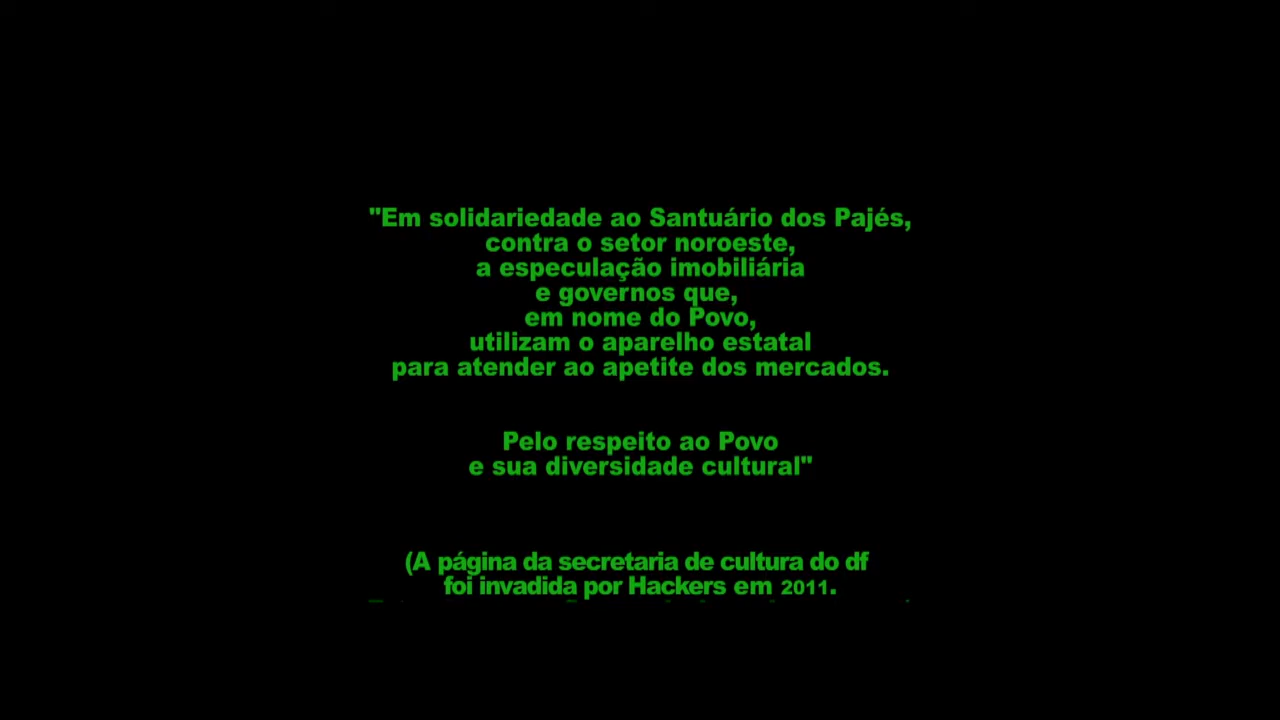 "Em solidariedade ao Santuário dos Pajés,
contra o setor noroeste,
a especulação imobiliária
e governos que,
em nome do Povo,
utilizam o aparelho estatal
para atender ao apetite dos mercados.
Pelo respeito ao Povo
e sua diversidade cultural"
(A página da secretaria de cultura do df
foi invadida por Hackers em 2011.